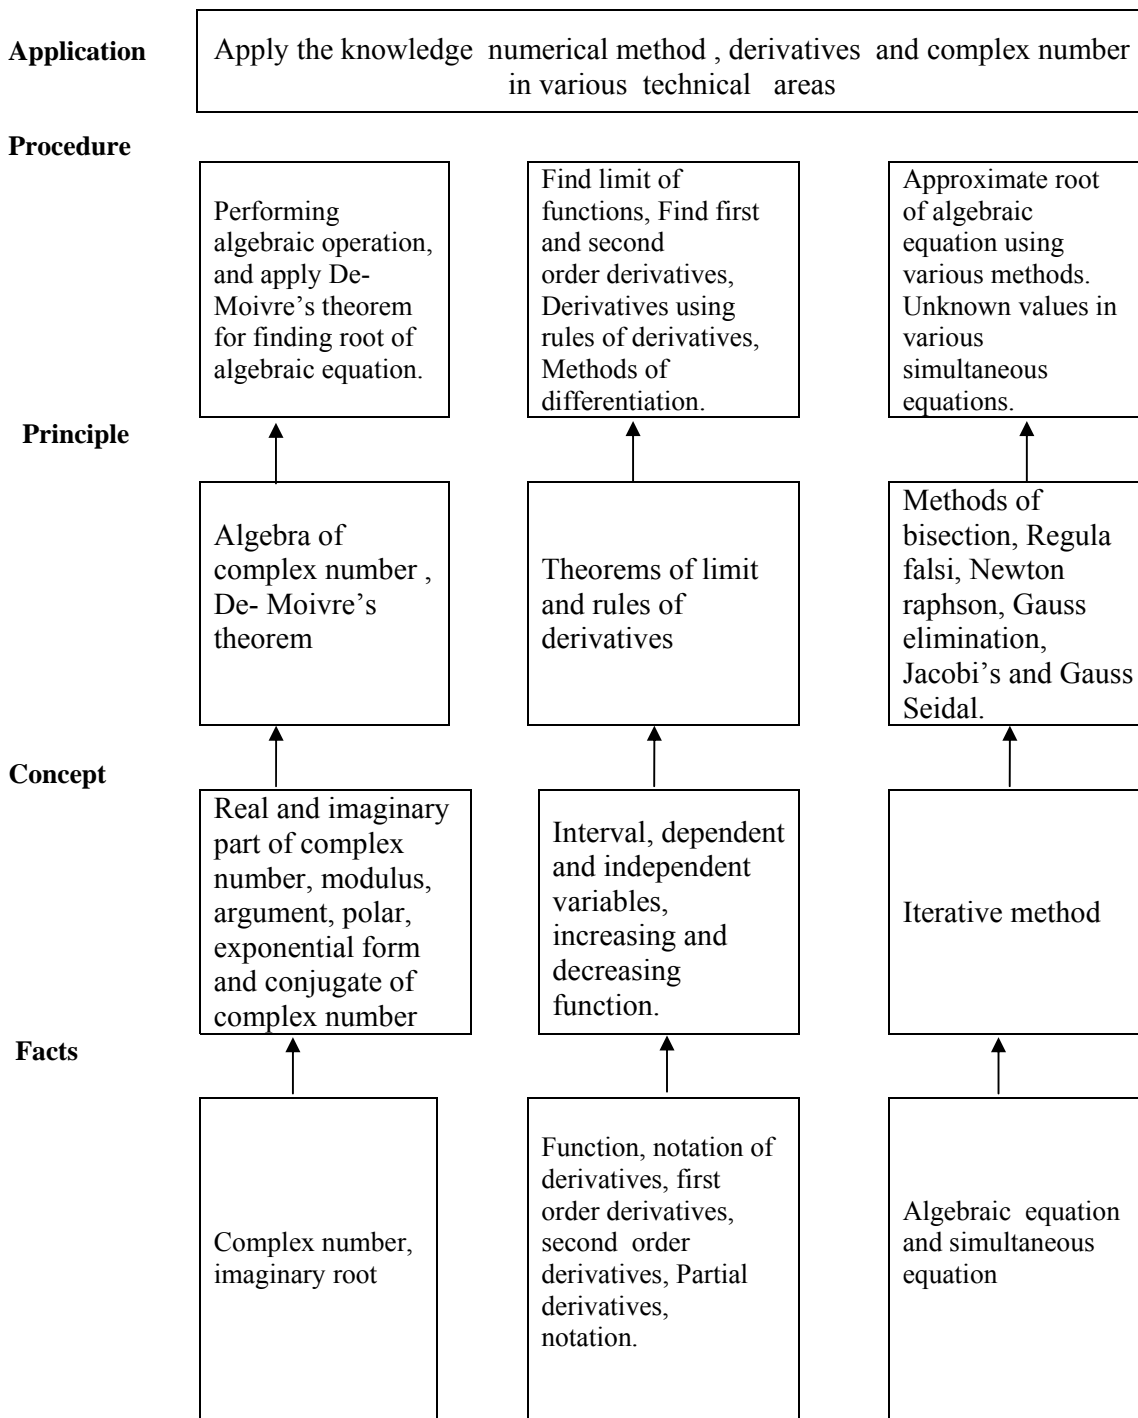 Application
Apply the knowledge numerical method , derivatives and complex number
in various technical areas
Procedure
Performing
algebraic operation,
and apply De-
Moivre’s theorem
for finding root of
algebraic equation.
Find limit of
functions, Find first
and second
order derivatives,
Derivatives using
rules of derivatives,
Methods of
differentiation.
Approximate root
of algebraic
equation using
various methods.
Unknown values in
various
simultaneous
equations.
Principle
Algebra of
complex number ,
De- Moivre’s
theorem
Theorems of limit
and rules of
derivatives
Methods of
bisection, Regula
falsi, Newton
raphson, Gauss
elimination,
Jacobi’s and Gauss
Seidal.
Concept
Real and imaginary
part of complex
number, modulus,
argument, polar,
exponential form
and conjugate of
complex number
Interval, dependent
and independent
variables,
increasing and
decreasing
function.
Iterative method
Facts
Complex number,
imaginary root
Function, notation of
derivatives, first
order derivatives,
second order
derivatives, Partial
derivatives,
notation.
Algebraic equation
and simultaneous
equation